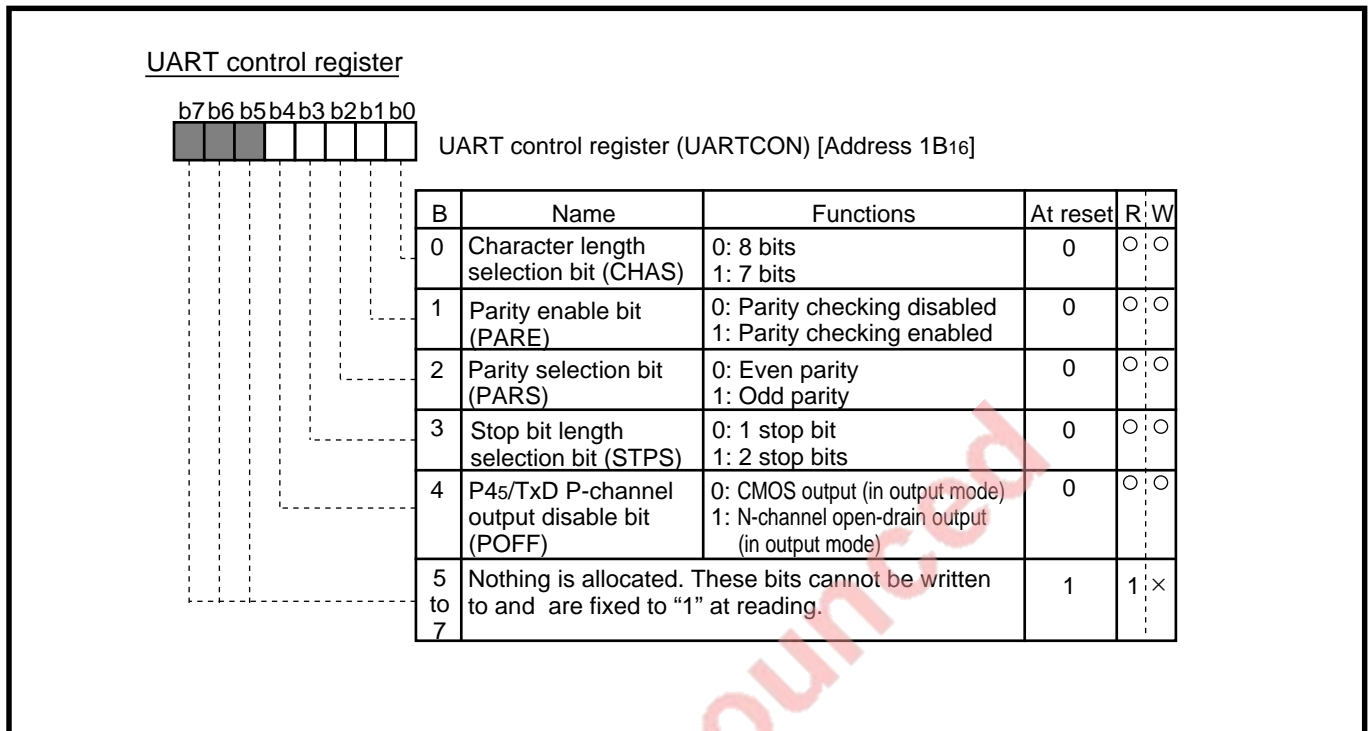 UART control register
b7 b6 b5 b4 b3 b2 b1 b0
UART control register (UARTCON) [Address 1B16]
B Name Functions At reset R W
0 Character length selection bit (CHAS) 0: 8 bits 1: 7 bits 0 ○ ○
1 Parity enable bit (PARE) 0: Parity checking disabled 1: Parity checking enabled 0 ○ ○
2 Parity selection bit (PARS) 0: Even parity 1: Odd parity 0 ○ ○
3 Stop bit length selection bit (STPS) 0: 1 stop bit 1: 2 stop bits 0 ○ ○
4 P45/TxD P-channel output disable bit (POFF) 0: CMOS output (in output mode) 1: N-channel open-drain output (in output mode) 0 ○ ○
5 to 7 Nothing is allocated. These bits cannot be written to and are fixed to “1” at reading. 1 1 ×
ounced